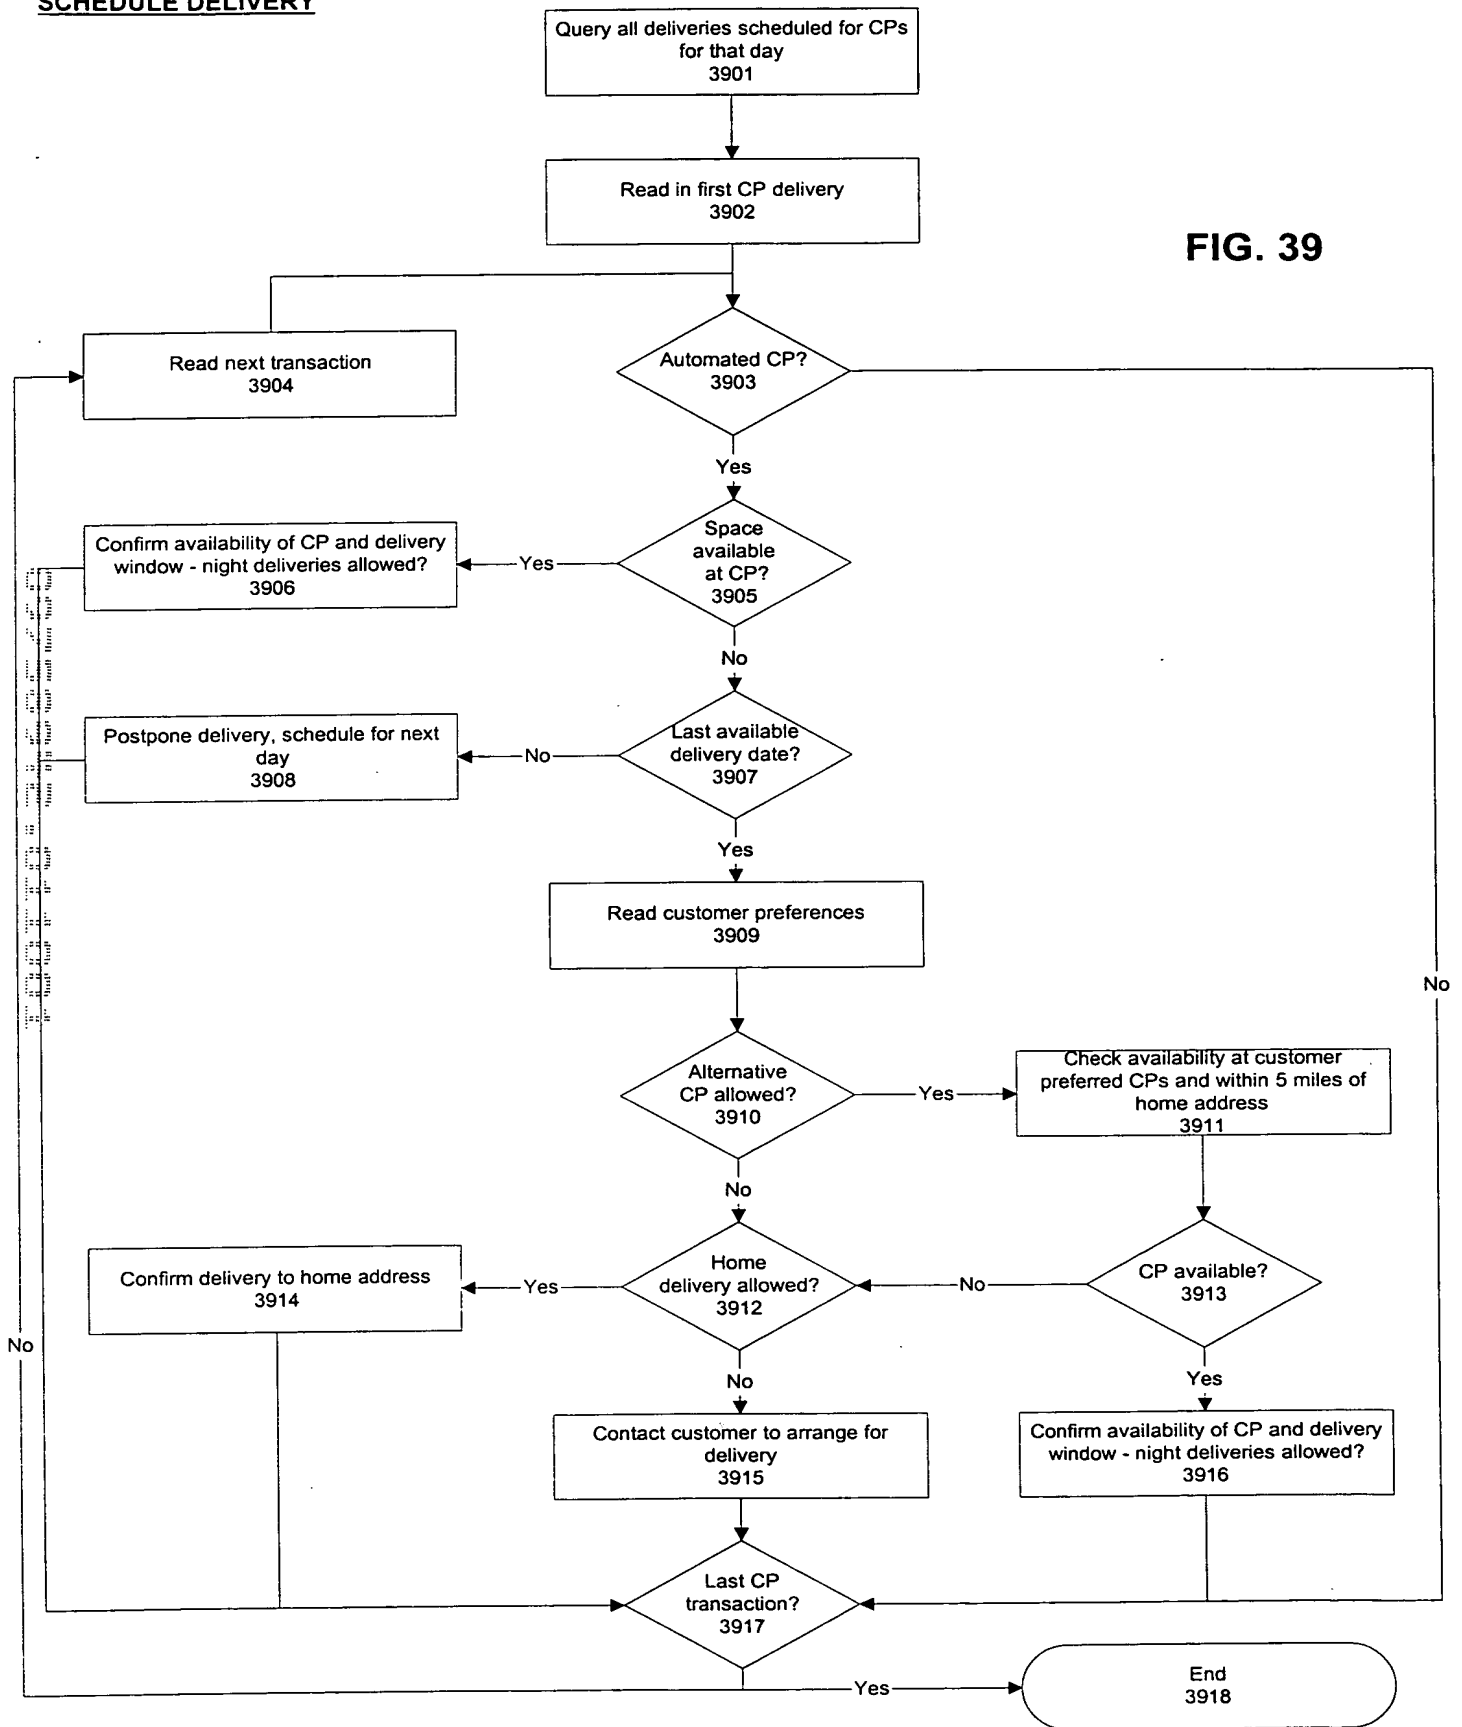 SCHEDULE DELIVERY
Query all deliveries scheduled for CPs
for that day
3901
Read in first CP delivery
3902
FIG. 39
Read next transaction
3904
Automated CP?
3903
Yes
Space
available
at CP?
3905
Yes
Confirm availability of CP and delivery
window - night deliveries allowed?
3906
No
Last available
delivery date?
3907
No
Postpone delivery, schedule for next
day
3908
Yes
Read customer preferences
3909
No
Alternative
CP allowed?
3910
Yes
Check availability at customer
preferred CPs and within 5 miles of
home address
3911
No
Home
delivery allowed?
3912
No
CP available?
3913
Yes
Confirm delivery to home address
3914
No
No
Yes
Contact customer to arrange for
delivery
3915
Confirm availability of CP and delivery
window - night deliveries allowed?
3916
Last CP
transaction?
3917
Yes
End
3918